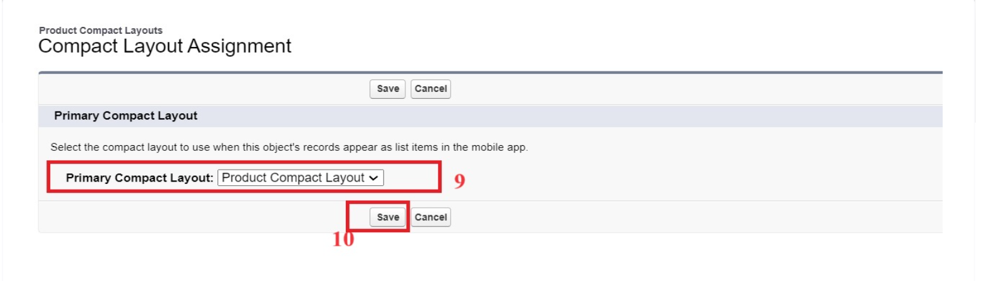 Product Compact Layouts
Compact Layout Assignment
Save Cancel
Primary Compact Layout
Select the compact layout to use when this object's records appear as list items in the mobile app.
Primary Compact Layout: Product Compact Layout
9
Save Cancel
10